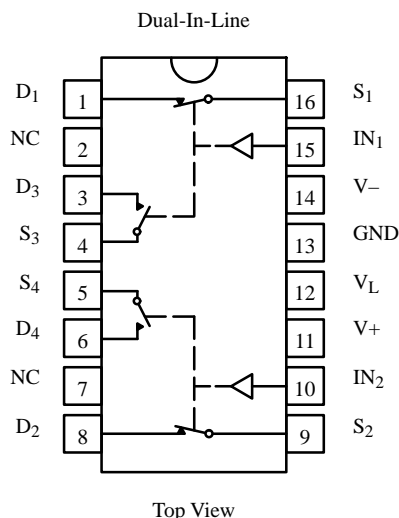 Dual-In-Line
D1 1 16 S1
NC 2 15 IN1
D3 3 14 V–
S3 4 13 GND
S4 5 12 VL
D4 6 11 V+
NC 7 10 IN2
D2 8 9 S2
Top View